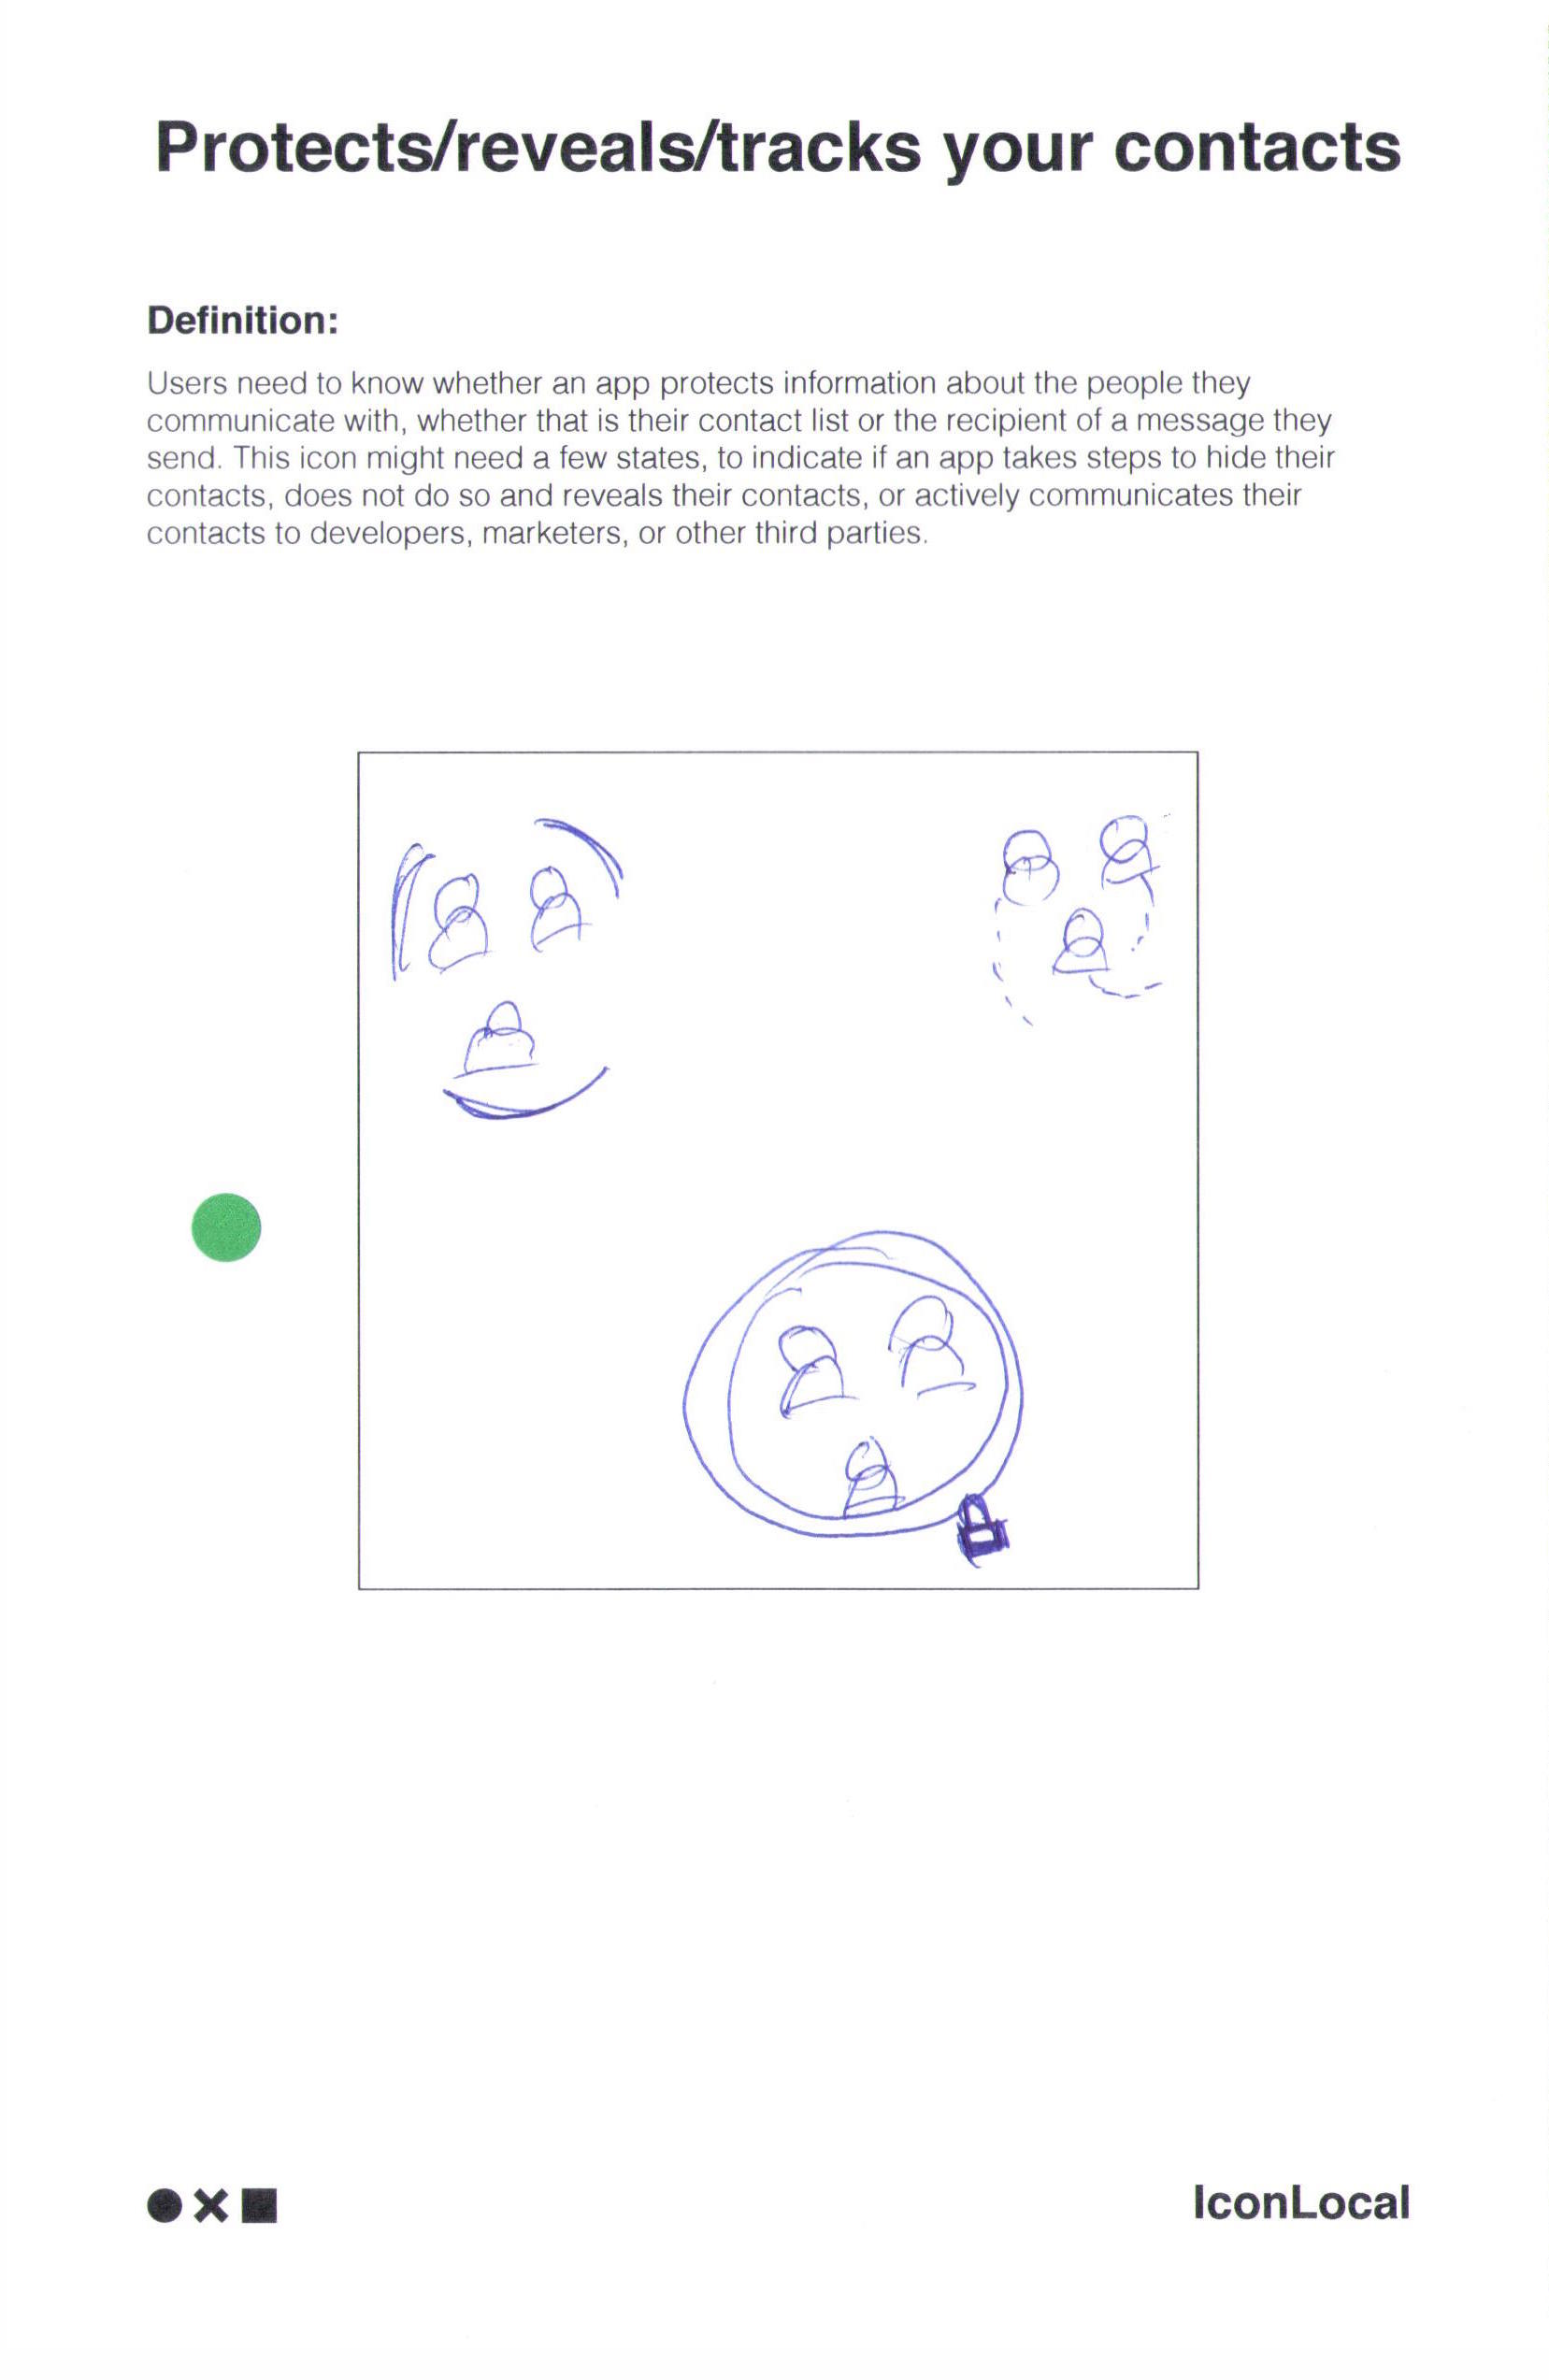 Protects/reveals/tracks your contacts
Definition:
Users need to know whether an app protects information about the people they
communicate with, whether that is their contact list or the recipient of a message they
send. This icon might need a few states, to indicate if an app takes steps to hide their
contacts, does not do so and reveals their contacts, or actively communicates their
contacts to developers, marketers, or other third parties.
IconLocal